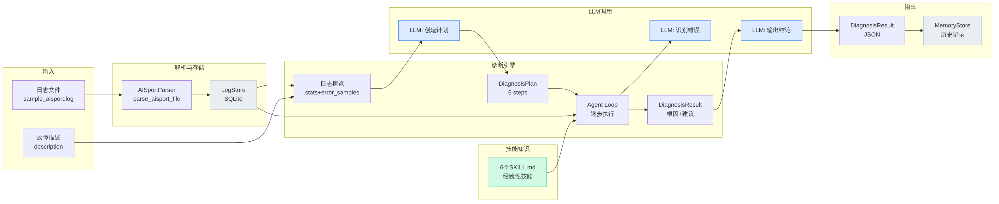 输入
日志文件
sample_aisport.log
故障描述
description
解析与存储
AISportParser
parse_aisport_file
LogStore
SQLite
LLM调用
LLM: 创建计划
LLM: 识别错误
LLM: 输出结论
诊断引擎
日志概览
stats+error_samples
DiagnosisPlan
6 steps
Agent Loop
逐步执行
DiagnosisResult
根因+建议
技能知识
6个SKILL.md
经验性技能
输出
DiagnosisResult
JSON
MemoryStore
历史记录